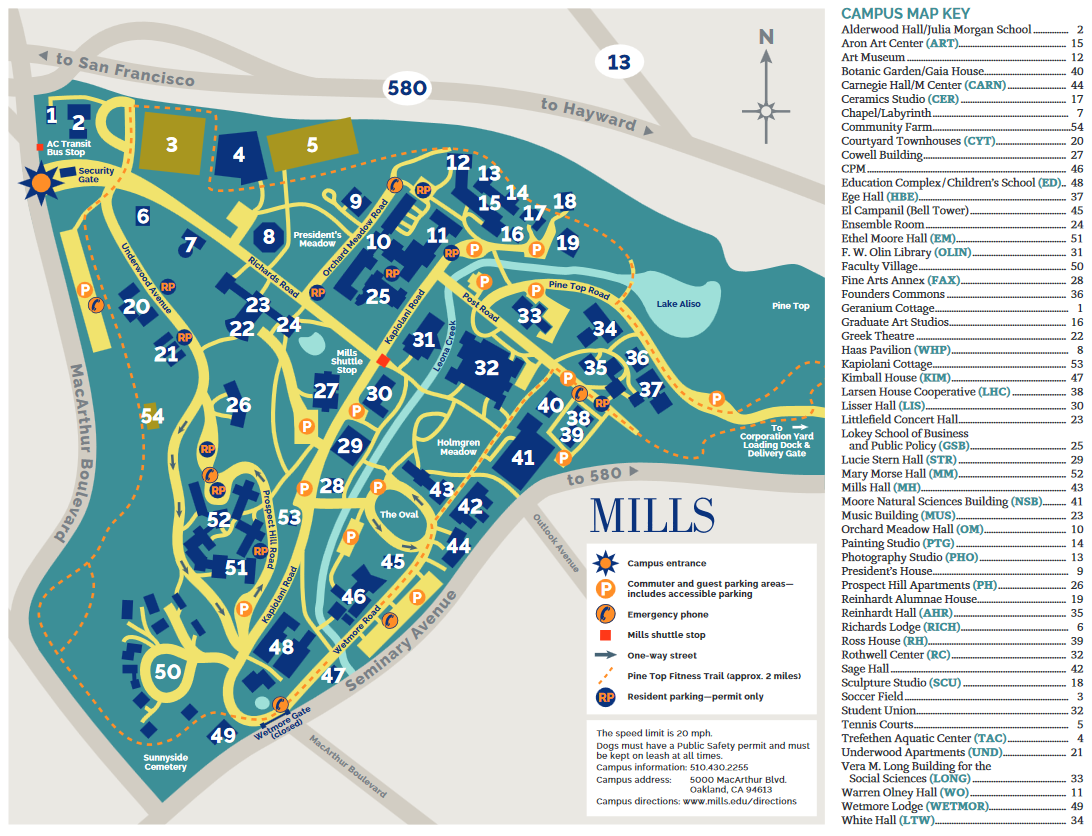 to San Francisco
580
13
to Hayward
N
1
2
AC Transit
Bus Stop
Security
Gate
3
4
5
6
7
8
9
President's
Meadow
Orchard Meadow Road
10
11
12
13
14
15
16
17
18
19
RP
P
Underwood Avenue
Richards Road
20
RP
21
RP
22
23
24
25
RP
RP
RP
P
P
P
P
Kapiolani Road
Post Road
Pine Top Road
Lake Aliso
Pine Top
P
Mills
Shuttle
Stop
31
Leona Creek
32
33
34
35
36
37
38
39
40
41
P
RP
P
P
To
Corporation Yard
Loading Dock &
Delivery Gate
to 580
MacArthur Boulevard
54
26
27
30
P
P
29
Holmgren
Meadow
RP
RP
28
P
P
43
42
The Oval
44
52
53
Prospect Hill Road
RP
51
P
45
46
P
P
Kapiolani Road
Wetmore Road
48
47
50
49
Seminary Avenue
Outlook Avenue
Wetmore Gate
(closed)
MacArthur Boulevard
Sunnyside
Cemetery
MILLS
Campus entrance
P
Commuter and guest parking areas—
includes accessible parking
Emergency phone
Mills shuttle stop
One-way street
Pine Top Fitness Trail (approx. 2 miles)
RP
Resident parking—permit only
The speed limit is 20 mph.
Dogs must have a Public Safety permit and must
be kept on leash at all times.
Campus information: 510.430.2255
Campus address: 5000 MacArthur Blvd.
Oakland, CA 94613
Campus directions: www.mills.edu/directions
CAMPUS MAP KEY
Alderwood Hall/Julia Morgan School 2
Aron Art Center (ART) 15
Art Museum 12
Botanic Garden/Gaia House 40
Carnegie Hall/M Center (CARN) 44
Ceramics Studio (CER) 17
Chapel/Labyrinth 7
Community Farm 54
Courtyard Townhouses (CYT) 20
Cowell Building 27
CPM 46
Education Complex/Children's School (ED) 48
Ege Hall (HBE) 37
El Campanil (Bell Tower) 45
Ensemble Room 24
Ethel Moore Hall (EM) 51
F. W. Olin Library (OLIN) 31
Faculty Village 50
Fine Arts Annex (FAX) 28
Founders Commons 36
Geranium Cottage 1
Graduate Art Studios 16
Greek Theatre 22
Haas Pavilion (WHP) 8
Kapiolani Cottage 53
Kimball House (KIM) 47
Larsen House Cooperative (LHC) 38
Lisser Hall (LIS) 30
Littlefield Concert Hall 23
Lokey School of Business
and Public Policy (GSB) 25
Lucie Stern Hall (STR) 29
Mary Morse Hall (MM) 52
Mills Hall (MH) 43
Moore Natural Sciences Building (NSB) 41
Music Building (MUS) 23
Orchard Meadow Hall (OM) 10
Painting Studio (PTG) 14
Photography Studio (PHO) 13
President's House 9
Prospect Hill Apartments (PH) 26
Reinhardt Alumnae House 19
Reinhardt Hall (AHR) 35
Richards Lodge (RICH) 6
Ross House (RH) 39
Rothwell Center (RC) 32
Sage Hall 42
Sculpture Studio (SCU) 18
Soccer Field 3
Student Union 32
Tennis Courts 5
Trefethen Aquatic Center (TAC) 4
Underwood Apartments (UND) 21
Vera M. Long Building for the
Social Sciences (LONG) 33
Warren Olney Hall (WO) 11
Wetmore Lodge (WETMOR) 49
White Hall (LTW) 34